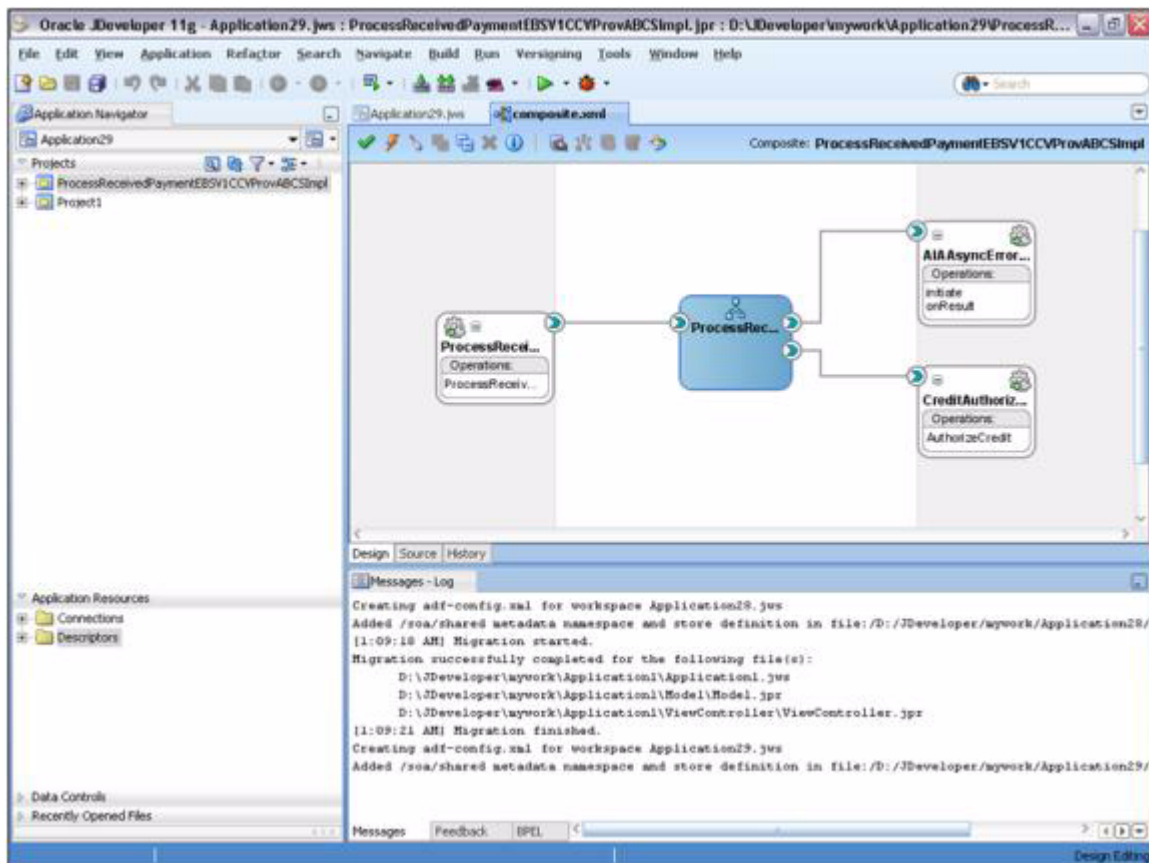 Oracle JDeveloper 11g - Application29.jws : ProcessReceivedPaymentEBSV1CCVProvABCSImpl.jpr : D:\JDeveloper\mywork\Application29\ProcessR...
File Edit View Application Refactor Search Navigate Build Run Versioning Tools Window Help
Search
Application Navigator
Application29.jws
composite.xml
Application29
Composite: ProcessReceivedPaymentEBSV1CCVProvABCSImpl
Projects
ProcessReceivedPaymentEBSV1CCVProvABCSImpl
Project1
AIAAsyncError...
Operations:
initiate
onResult
ProcessRec...
ProcessRecei...
Operations:
ProcessReceiv...
CreditAuthoriz...
Operations:
AuthorizeCredit
Design Source History
Messages - Log
Application Resources
Connections
Descriptors
Creating adf-config.xml for workspace Application28.jws
Added /soa/shared metadata namespace and store definition in file:/D:/JDeveloper/mywork/Application28/
[1:09:18 AM] Migration started.
Migration successfully completed for the following file(s):
D:\JDeveloper\mywork\Application1\Application1.jws
D:\JDeveloper\mywork\Application1\Model\Model.jpr
D:\JDeveloper\mywork\Application1\ViewController\ViewController.jpr
[1:09:21 AM] Migration finished.
Creating adf-config.xml for workspace Application29.jws
Added /soa/shared metadata namespace and store definition in file:/D:/JDeveloper/mywork/Application29/
Data Controls
Recently Opened Files
Messages Feedback BPEL
Design Editing